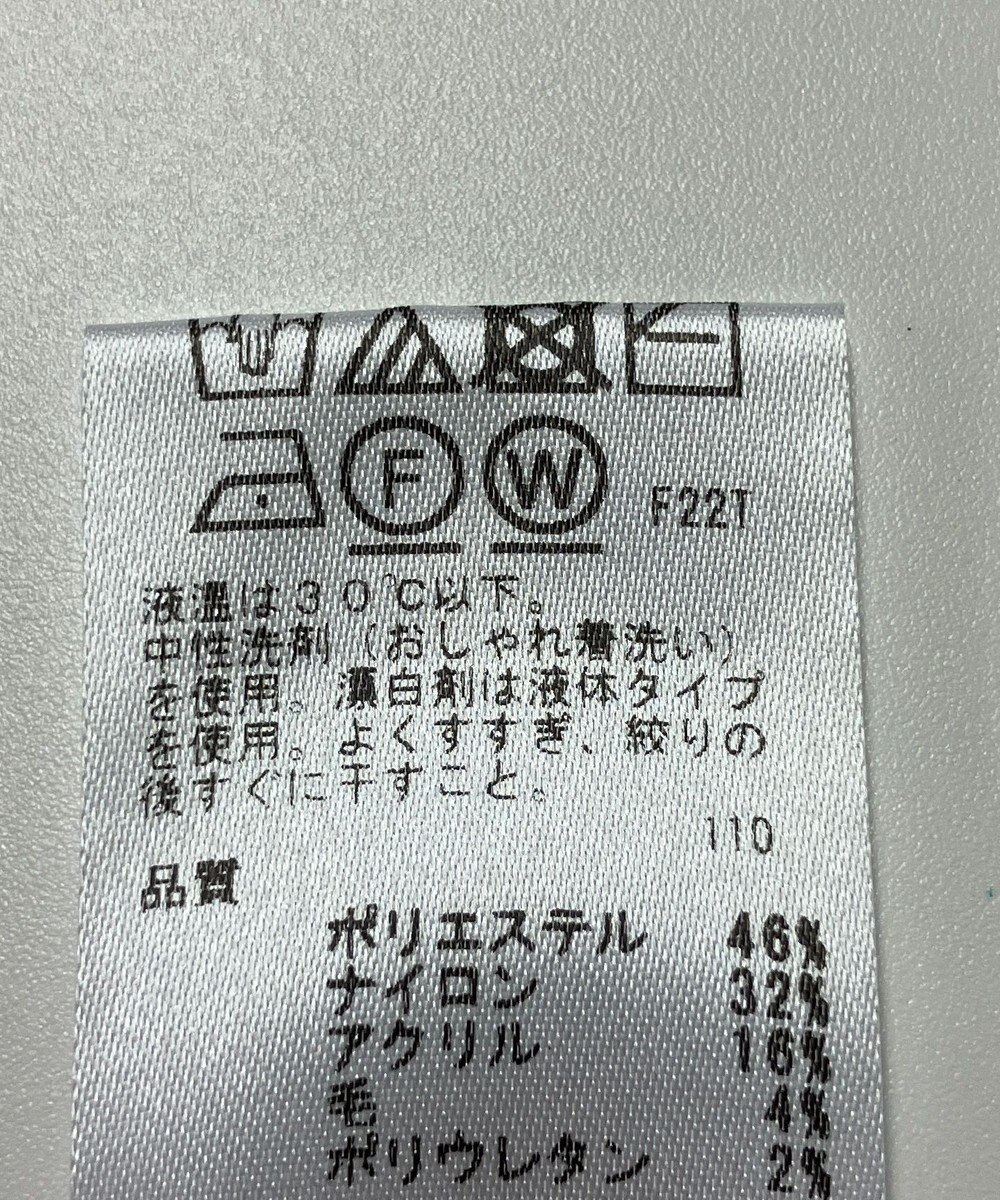 F W F22T
液温は30℃以下。
中性洗剤(おしゃれ着洗い)
を使用。漂白剤は液体タイプ
を使用。よくすすぎ、絞りの
後すぐに干すこと。
110
品質
ポリエステル 46%
ナイロン 32%
アクリル 16%
毛 4%
ポリウレタン 2%